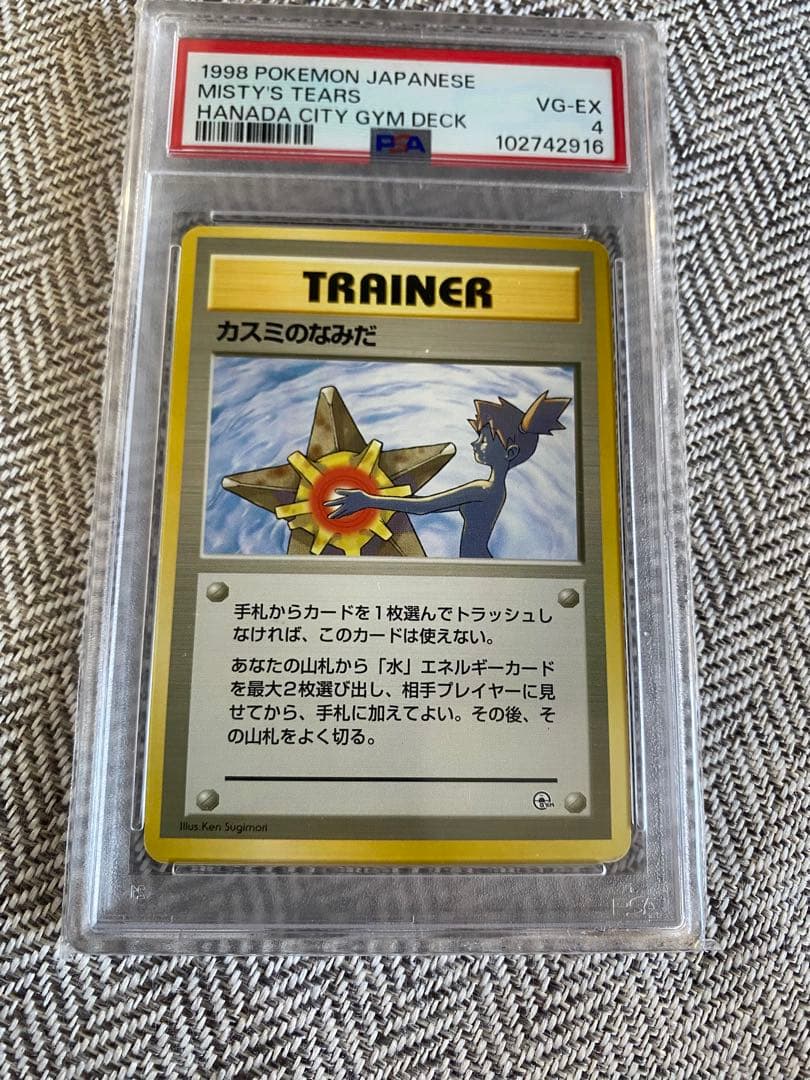 1998 POKEMON JAPANESE
MISTY'S TEARS
VG-EX
HANADA CITY GYM DECK
4
PSA
102742916
TRAINER
カスミのなみだ
手札からカードを1枚選んでトラッシュし
なければ、このカードは使えない。
あなたの山札から「水」エネルギーカード
を最大2枚選び出し、相手プレイヤーに見
せてから、手札に加えてよい。その後、そ
の山札をよく切る。
Illus.Ken Sugimori